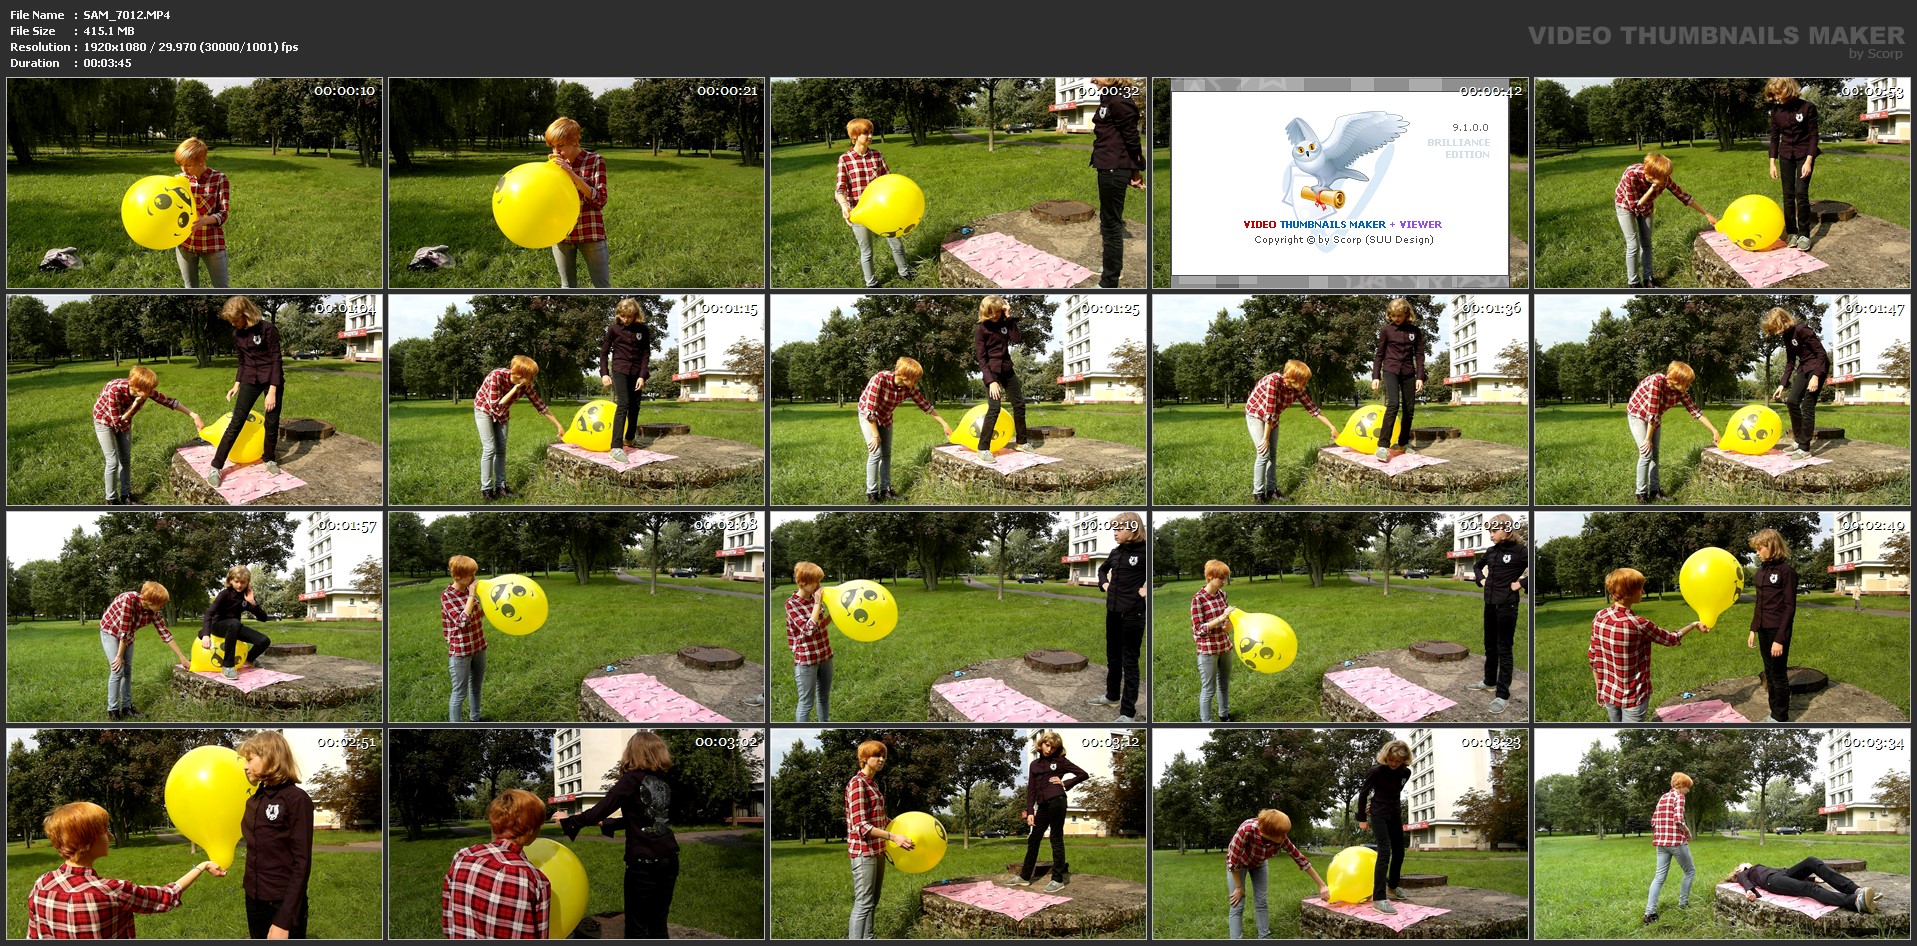 File Name : SAM_7012.MP4
File Size : 415.1 MB
Resolution : 1920x1080 / 29.970 (30000/1001) fps
Duration : 00:03:45
VIDEO THUMBNAILS MAKER
by Scorp
00:00:10
00:00:21
00:00:32
00:00:42
9.1.0.0
BRILLIANCE
EDITION
VIDEO THUMBNAILS MAKER + VIEWER
Copyright © by Scorp (SUU Design)
00:00:53
00:01:04
00:01:15
00:01:25
00:01:36
00:01:47
00:01:57
00:02:08
00:02:19
00:02:30
00:02:40
00:02:51
00:03:02
00:03:12
00:03:23
00:03:34